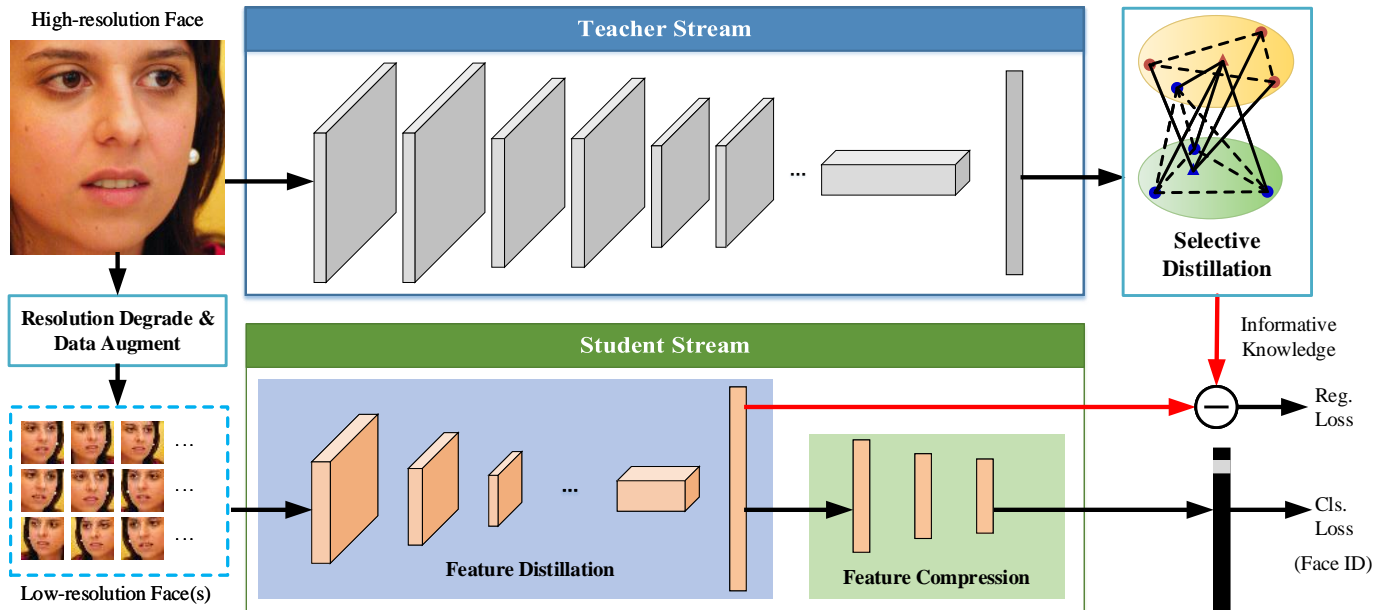 High-resolution Face
Teacher Stream
...
Selective
Distillation
Resolution Degrade &
Data Augment
Informative
Knowledge
Student Stream
Reg.
Loss
...
...
...
...
Feature Distillation
Feature Compression
Cls.
Loss
(Face ID)
Low-resolution Face(s)